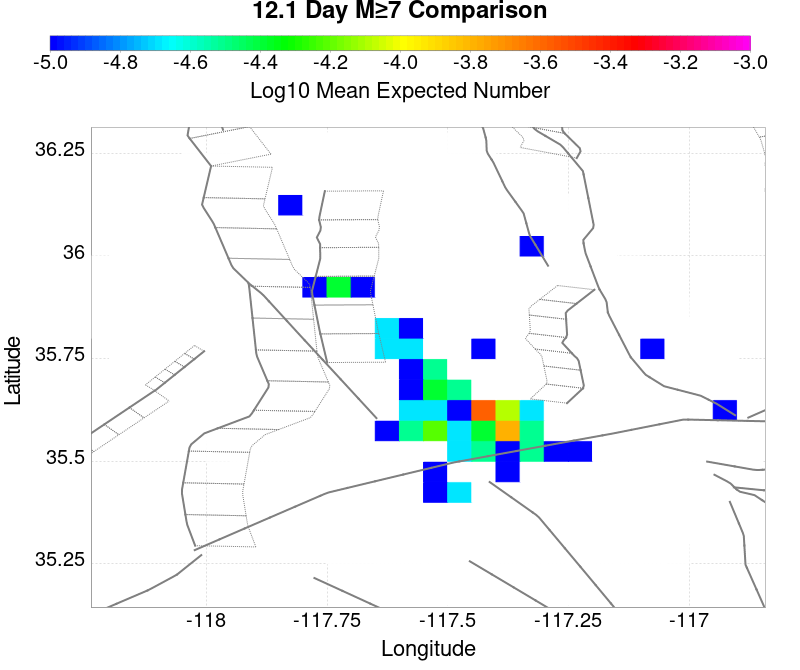 12.1 Day M≥7 Comparison
-5.0 -4.8 -4.6 -4.4 -4.2 -4.0 -3.8 -3.6 -3.4 -3.2 -3.0
Log10 Mean Expected Number
36.25
36
35.75
35.5
35.25
Latitude
-118 -117.75 -117.5 -117.25 -117
Longitude